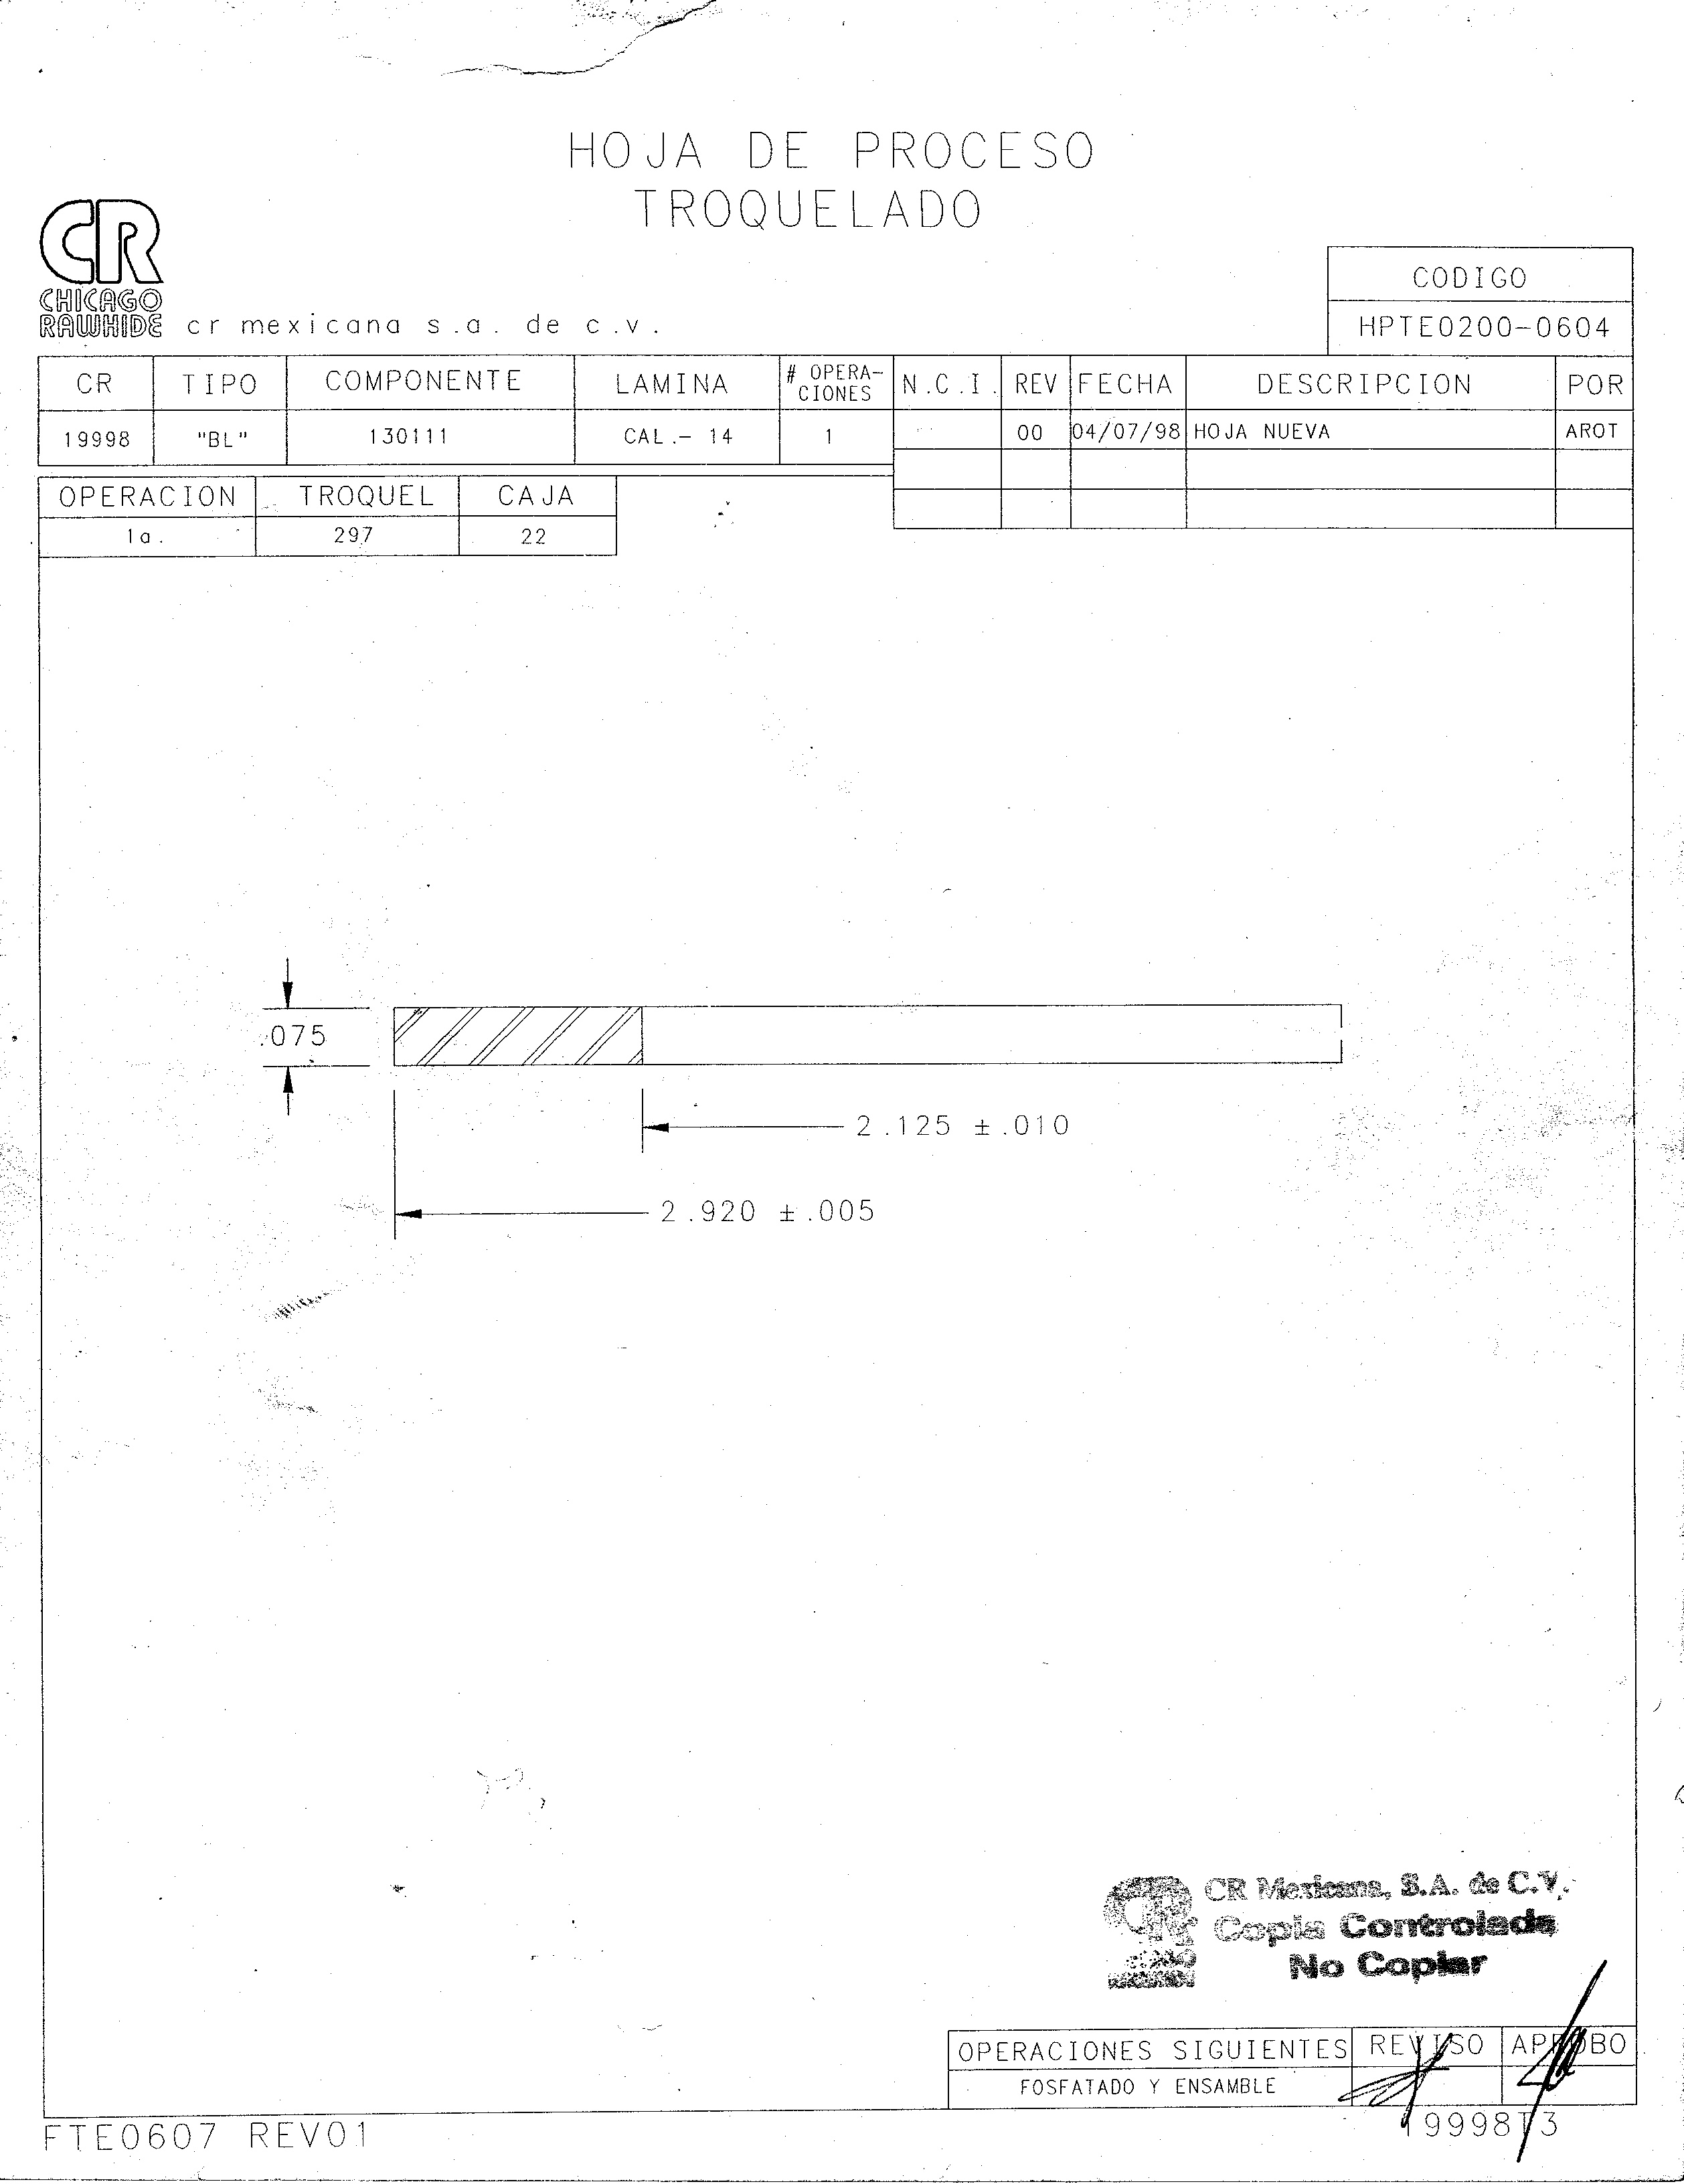 HOJA DE PROCESO
TROQUELADO
CR
CHICAGO
RAWHIDE
cr mexicana s.a. de c.v.
CODIGO
HPTE0200-0604
CR TIPO COMPONENTE LAMINA # OPERA-CIONES N.C.I. REV FECHA DESCRIPCION POR
19998 "BL" 130111 CAL.- 14 1 00 04/07/98 HOJA NUEVA AROT
OPERACION TROQUEL CAJA
1a. 297 22
.075
2.125 ±.010
2.920 ±.005
CR Mexicana, S.A. de C.V.
Copia Controlada
No Copiar
OPERACIONES SIGUIENTES REVISO APROBO
FOSFATADO Y ENSAMBLE
FTE0607 REV01
19998T3